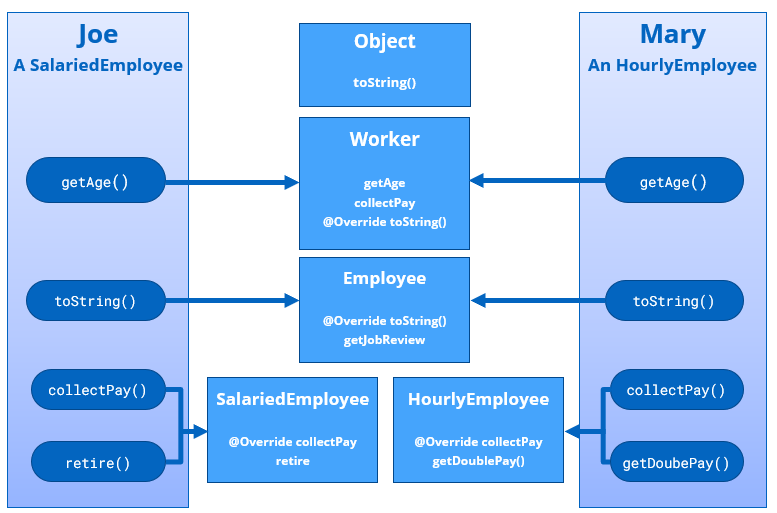 Joe
A SalariedEmployee
getAge()
toString()
collectPay()
retire()
Object
toString()
Worker
getAge
collectPay
@Override toString()
Employee
@Override toString()
getJobReview
SalariedEmployee
@Override collectPay
retire
HourlyEmployee
@Override collectPay
getDoublePay()
Mary
An HourlyEmployee
getAge()
toString()
collectPay()
getDoubePay()